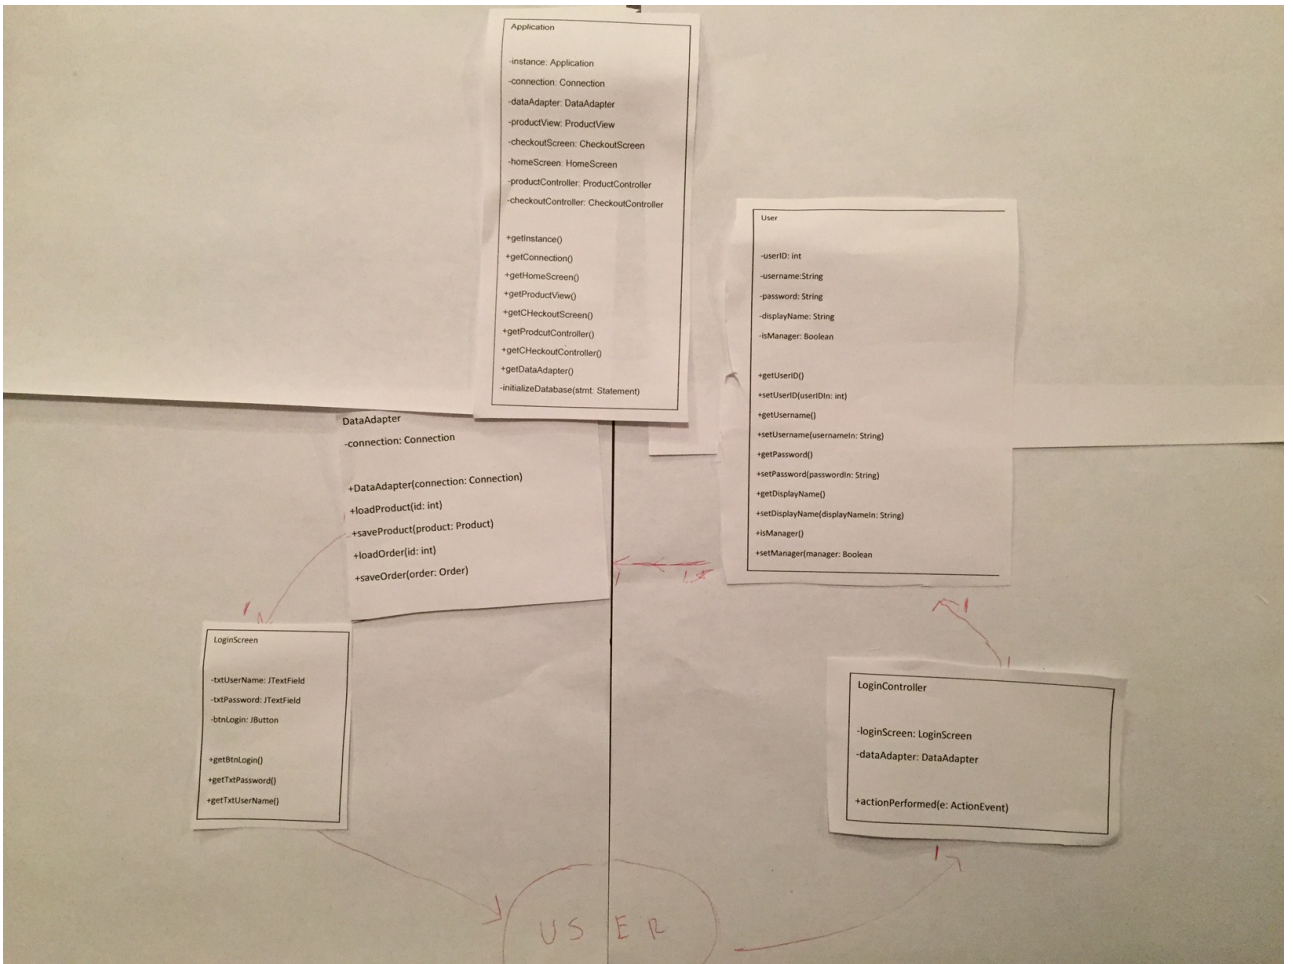 Application
-instance: Application
-connection: Connection
-dataAdapter: DataAdapter
-productView: ProductView
-checkoutScreen: CheckoutScreen
-homeScreen: HomeScreen
-productController: ProductController
-checkoutController: CheckoutController
+getInstance()
+getConnection()
+getHomeScreen()
+getProductView()
+getCHeckoutScreen()
+getProdcutController()
+getCHeckoutController()
+getDataAdapter()
-initializeDatabase(stmt: Statement)
User
-userID: int
-username:String
-password: String
-displayName: String
-isManager: Boolean
+getUserID()
+setUserID(userIDIn: int)
+getUsername()
+setUsername(usernameIn: String)
+getPassword()
+setPassword(passwordIn: String)
+getDisplayName()
+setDisplayName(displayNameIn: String)
+isManager()
+setManager(manager: Boolean
DataAdapter
-connection: Connection
+DataAdapter(connection: Connection)
+loadProduct(id: int)
+saveProduct(product: Product)
+loadOrder(id: int)
+saveOrder(order: Order)
1
1
LoginScreen
-txtUserName: JTextField
-txtPassword: JTextField
-btnLogin: JButton
+getBtnLogin()
+getTxtPassword()
+getTxtUserName()
1
1
LoginController
-loginScreen: LoginScreen
-dataAdapter: DataAdapter
+actionPerformed(e: ActionEvent)
1
USER